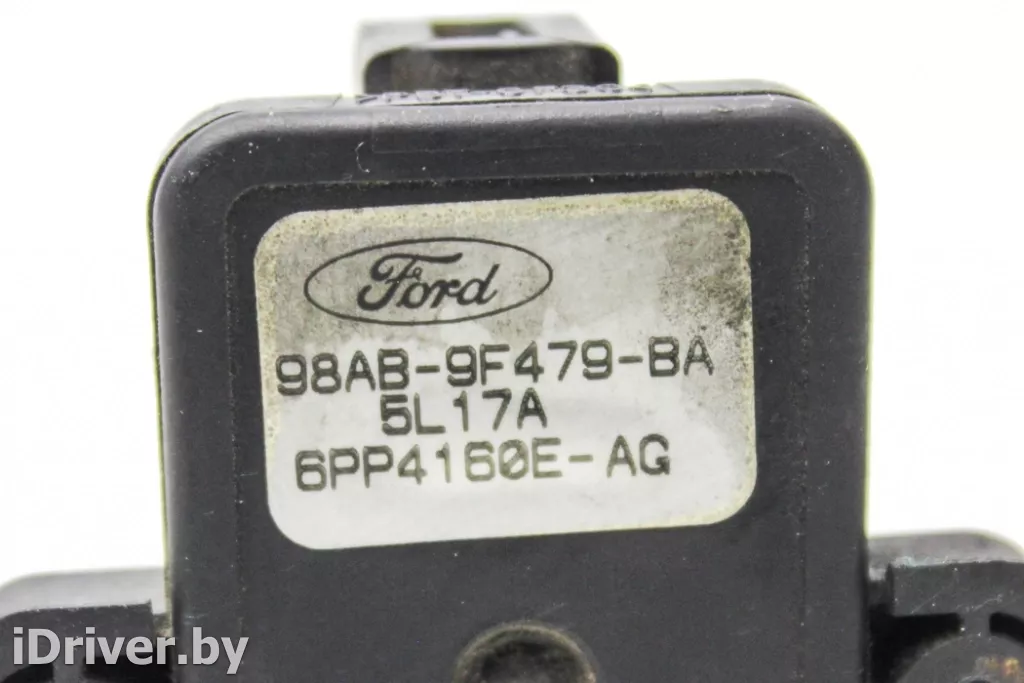 Ford
98AB-9F479-BA
5L17A
6PP4160E-AG
iDriver.by